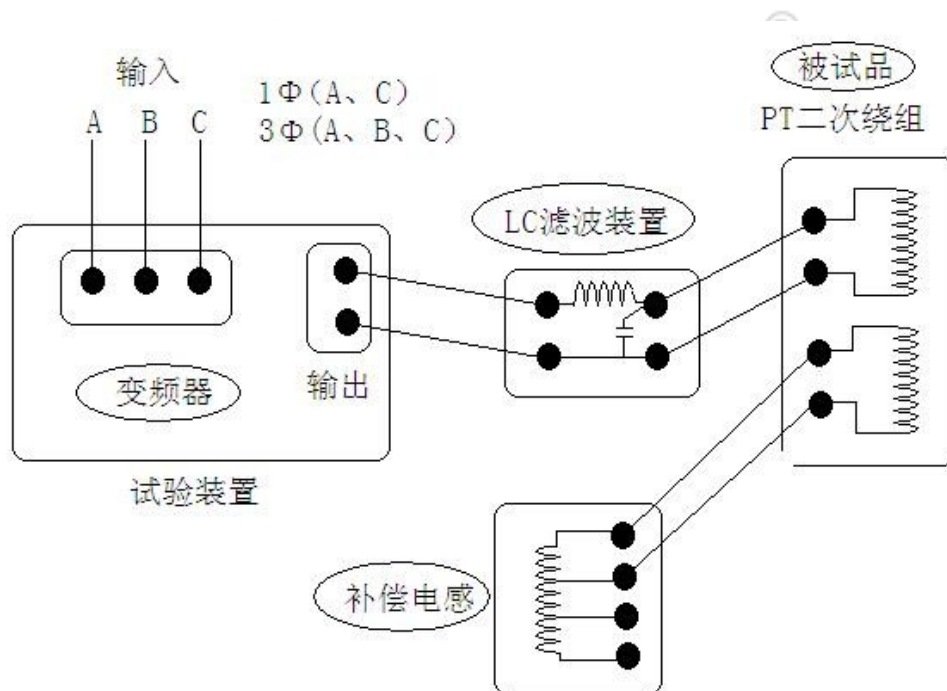 输入
A B C
1Φ(A、C)
3Φ(A、B、C)
被试品
PT二次绕组
LC滤波装置
变频器
输出
试验装置
补偿电感